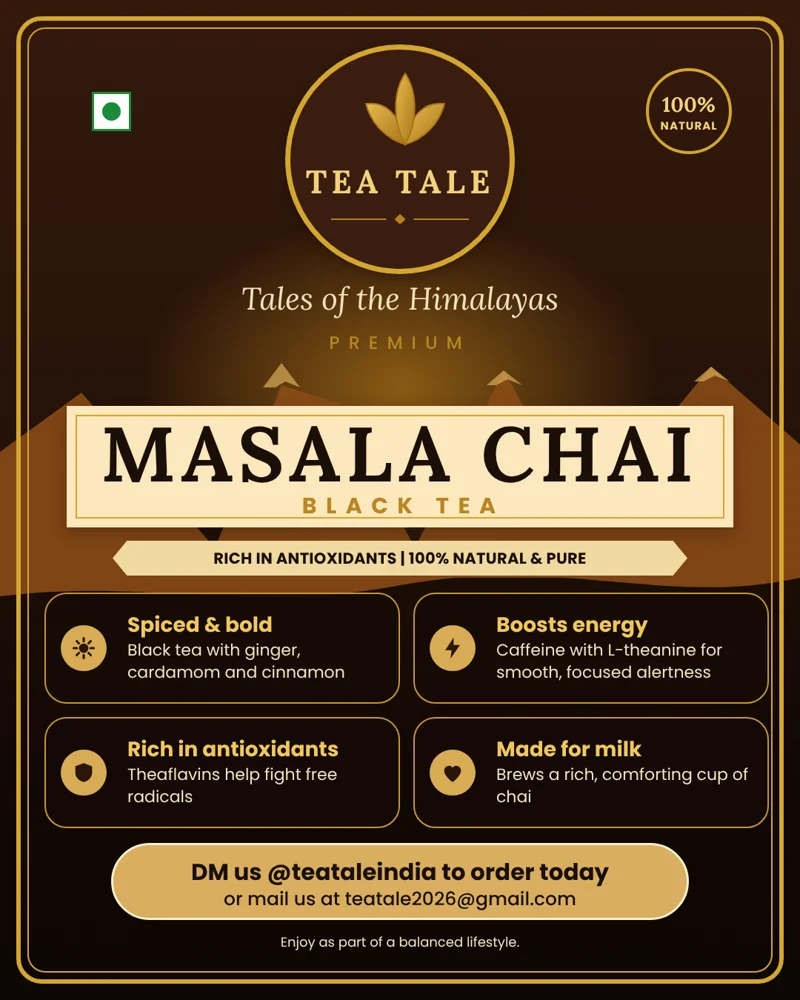 100%
NATURAL
TEA TALE
Tales of the Himalayas
PREMIUM
MASALA CHAI
BLACK TEA
RICH IN ANTIOXIDANTS | 100% NATURAL & PURE
Spiced & bold
Black tea with ginger,
cardamom and cinnamon
Boosts energy
Caffeine with L-theanine for
smooth, focused alertness
Rich in antioxidants
Theaflavins help fight free
radicals
Made for milk
Brews a rich, comforting cup of
chai
DM us @teataleindia to order today
or mail us at teatale2026@gmail.com
Enjoy as part of a balanced lifestyle.